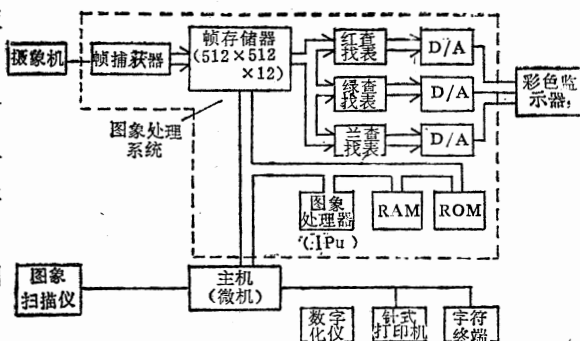 摄象机
帧捕获器
帧存储器
(512×512
×12)
红查
找表
D/A
绿查
找表
D/A
兰查
找表
D/A
彩色监
示器
图象处理
系统
图象
处理器
(IPu)
RAM
ROM
图象
扫描仪
主机
(微机)
数字
化仪
针式
打印机
字符
终端